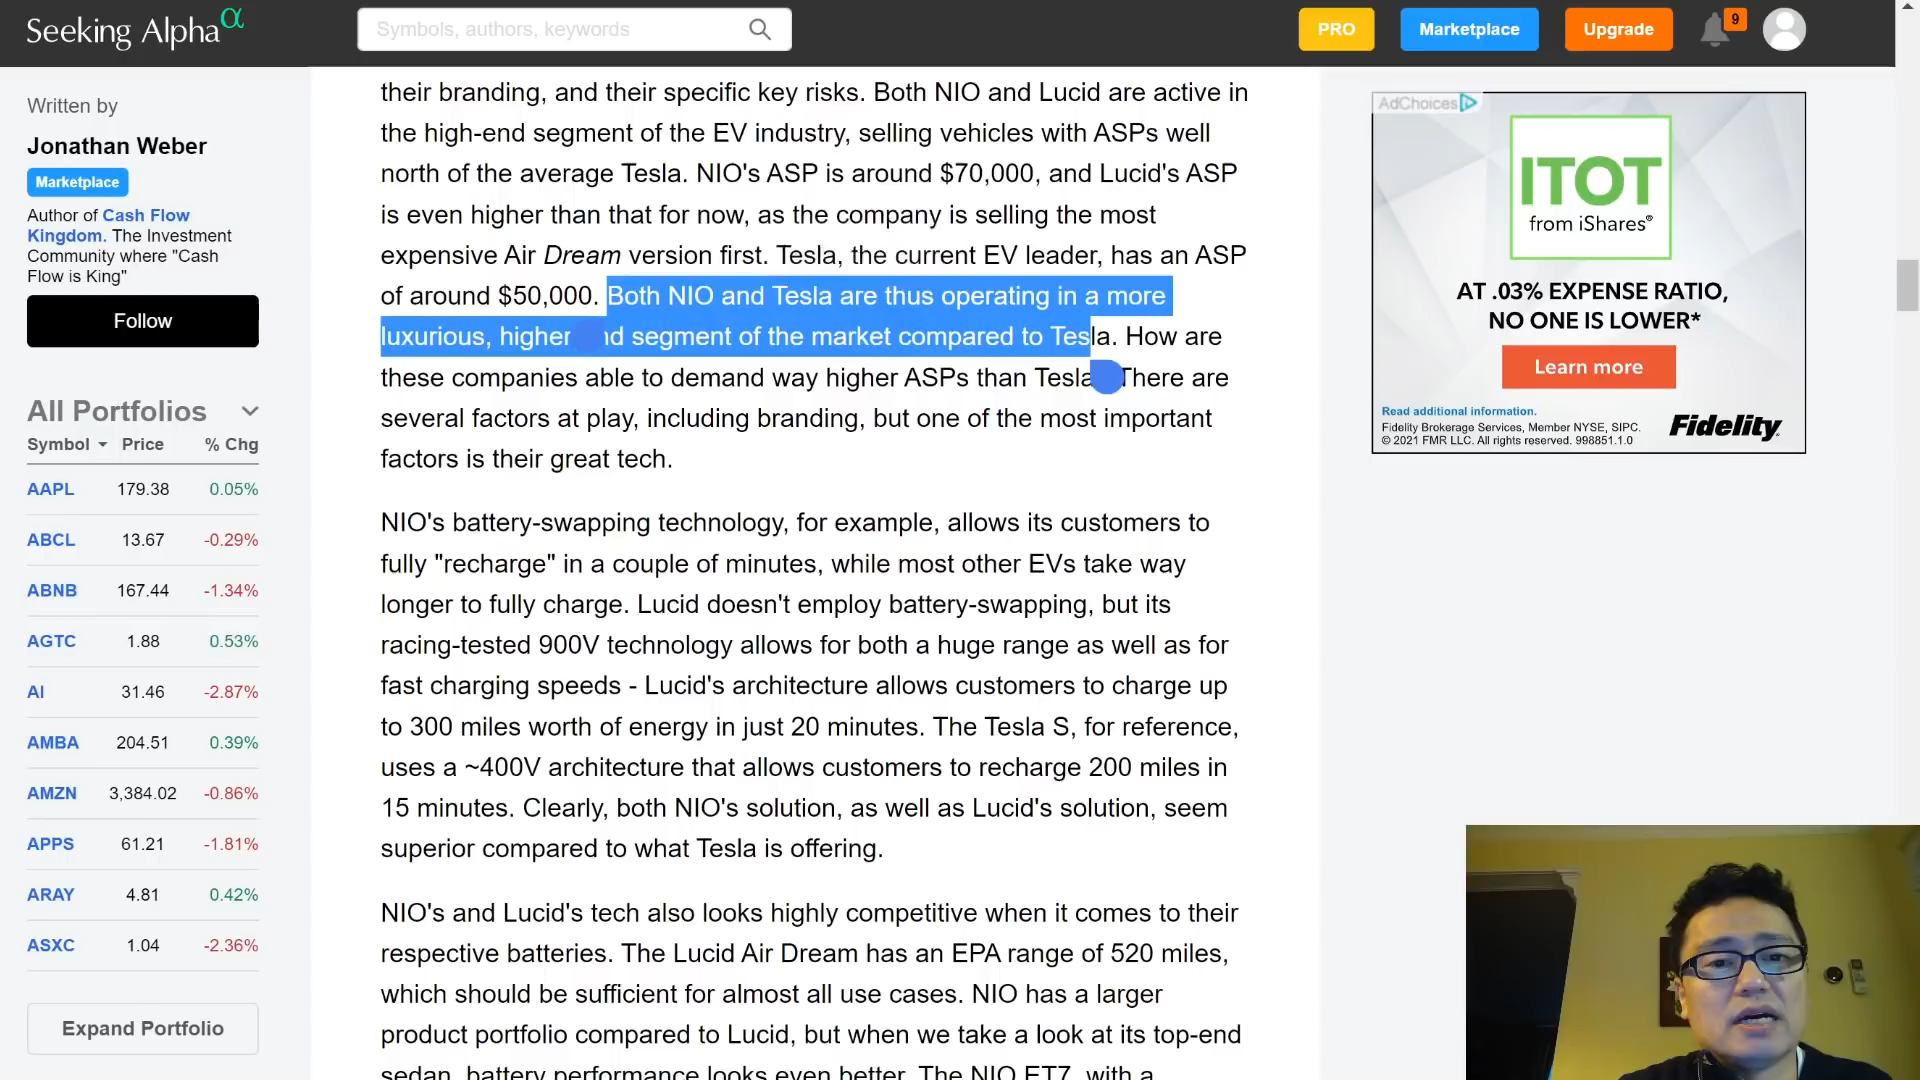 Seeking Alpha α
Symbols, authors, keywords
PRO
Marketplace
Upgrade
9
Written by
Jonathan Weber
Marketplace
Author of Cash Flow
Kingdom. The Investment
Community where "Cash
Flow is King"
Follow
All Portfolios
Symbol Price % Chg
AAPL 179.38 0.05%
ABCL 13.67 -0.29%
ABNB 167.44 -1.34%
AGTC 1.88 0.53%
AI 31.46 -2.87%
AMBA 204.51 0.39%
AMZN 3,384.02 -0.86%
APPS 61.21 -1.81%
ARAY 4.81 0.42%
ASXC 1.04 -2.36%
Expand Portfolio
their branding, and their specific key risks. Both NIO and Lucid are active in
the high-end segment of the EV industry, selling vehicles with ASPs well
north of the average Tesla. NIO's ASP is around $70,000, and Lucid's ASP
is even higher than that for now, as the company is selling the most
expensive Air Dream version first. Tesla, the current EV leader, has an ASP
of around $50,000. Both NIO and Tesla are thus operating in a more
luxurious, higher nd segment of the market compared to Tesla. How are
these companies able to demand way higher ASPs than Tesla There are
several factors at play, including branding, but one of the most important
factors is their great tech.
NIO's battery-swapping technology, for example, allows its customers to
fully "recharge" in a couple of minutes, while most other EVs take way
longer to fully charge. Lucid doesn't employ battery-swapping, but its
racing-tested 900V technology allows for both a huge range as well as for
fast charging speeds - Lucid's architecture allows customers to charge up
to 300 miles worth of energy in just 20 minutes. The Tesla S, for reference,
uses a ~400V architecture that allows customers to recharge 200 miles in
15 minutes. Clearly, both NIO's solution, as well as Lucid's solution, seem
superior compared to what Tesla is offering.
NIO's and Lucid's tech also looks highly competitive when it comes to their
respective batteries. The Lucid Air Dream has an EPA range of 520 miles,
which should be sufficient for almost all use cases. NIO has a larger
product portfolio compared to Lucid, but when we take a look at its top-end
sedan, battery performance looks even better. The NIO ET7, with a
AdChoices
ITOT
from iShares®
AT .03% EXPENSE RATIO,
NO ONE IS LOWER*
Learn more
Read additional information.
Fidelity Brokerage Services, Member NYSE, SIPC.
© 2021 FMR LLC. All rights reserved. 998851.1.0
Fidelity